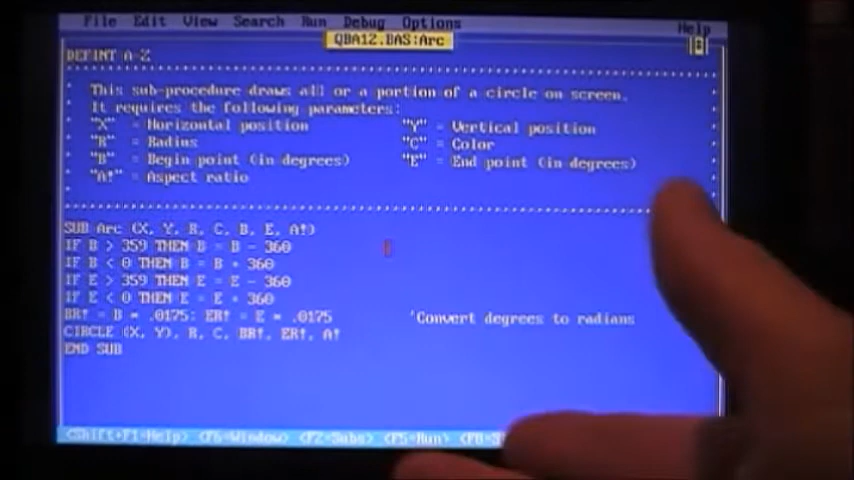 File Edit View Search Run Debug Options Help
QBA12.BAS:Arc
DEFINT A-Z
' This sub-procedure draws all or a portion of a circle on screen. '
' It requires the following parameters: '
' "X" = Horizontal position "Y" = Vertical position '
' "R" = Radius "C" = Color '
' "B" = Begin point (in degrees) "E" = End point (in degrees) '
' "A!" = Aspect ratio '
SUB Arc (X, Y, R, C, B, E, A!)
IF B > 359 THEN B = B - 360
IF B < 0 THEN B = B + 360
IF E > 359 THEN E = E - 360
IF E < 0 THEN E = E + 360
BR! = B * .0175: ER! = E * .0175 'Convert degrees to radians
CIRCLE (X, Y), R, C, BR!, ER!, A!
END SUB
<Shift+F1=Help> <F6=Window> <F2=Subs> <F5=Run> <F8=S